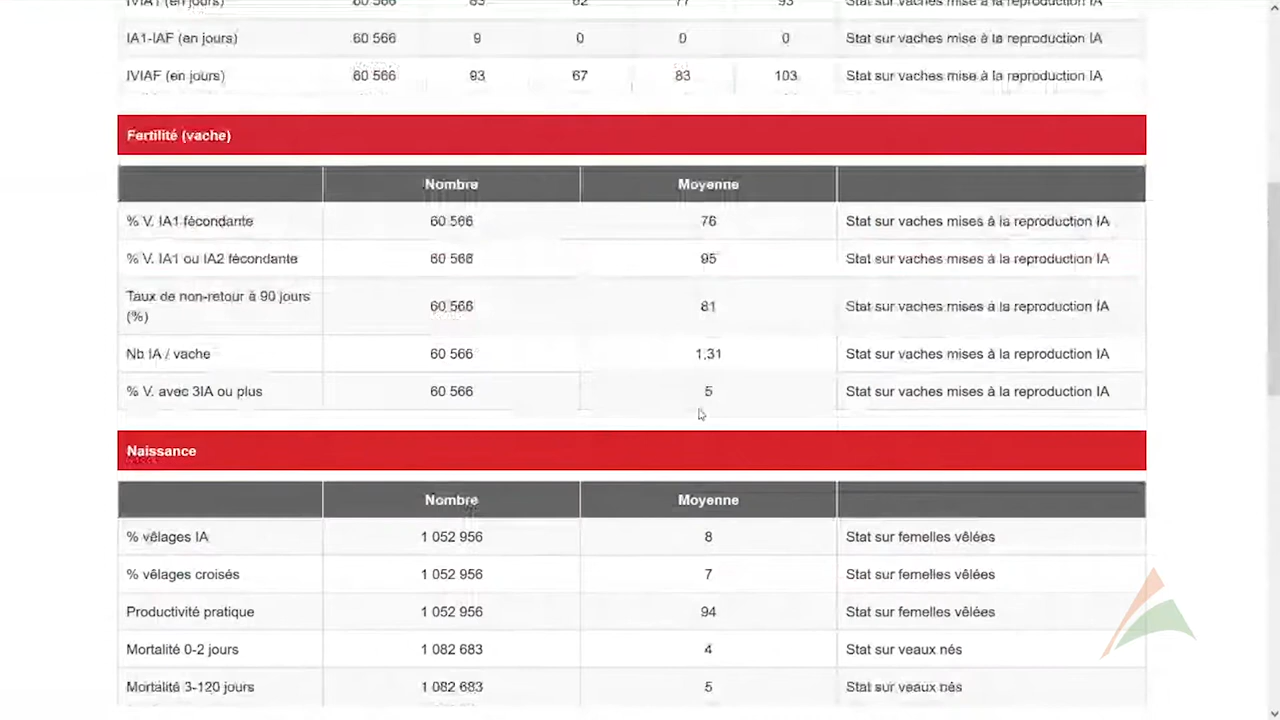 IVIA1 (en jours) 60 566 83 62 77 93 Stat sur vaches mise à la reproduction IA
IA1-IAF (en jours) 60 566 9 0 0 0 Stat sur vaches mise à la reproduction IA
IVIAF (en jours) 60 566 93 67 83 103 Stat sur vaches mise à la reproduction IA
Fertilité (vache)
Nombre Moyenne
% V. IA1 fécondante 60 566 76 Stat sur vaches mises à la reproduction IA
% V. IA1 ou IA2 fécondante 60 566 95 Stat sur vaches mises à la reproduction IA
Taux de non-retour à 90 jours
(%) 60 566 81 Stat sur vaches mises à la reproduction IA
Nb IA / vache 60 566 1,31 Stat sur vaches mises à la reproduction IA
% V. avec 3IA ou plus 60 566 5 Stat sur vaches mises à la reproduction IA
Naissance
Nombre Moyenne
% vêlages IA 1 052 956 8 Stat sur femelles vêlées
% vêlages croisés 1 052 956 7 Stat sur femelles vêlées
Productivité pratique 1 052 956 94 Stat sur femelles vêlées
Mortalité 0-2 jours 1 082 683 4 Stat sur veaux nés
Mortalité 3-120 jours 1 082 683 5 Stat sur veaux nés